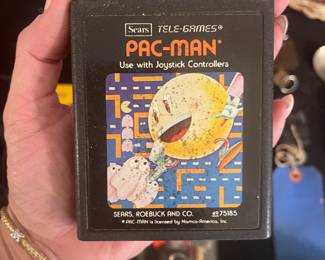 Sears TELE-GAMES®
PAC-MAN*
Use with Joystick Controllers
SEARS, ROEBUCK AND CO. 49 75185
* PAC-MAN is licensed by Namco-America, Inc.